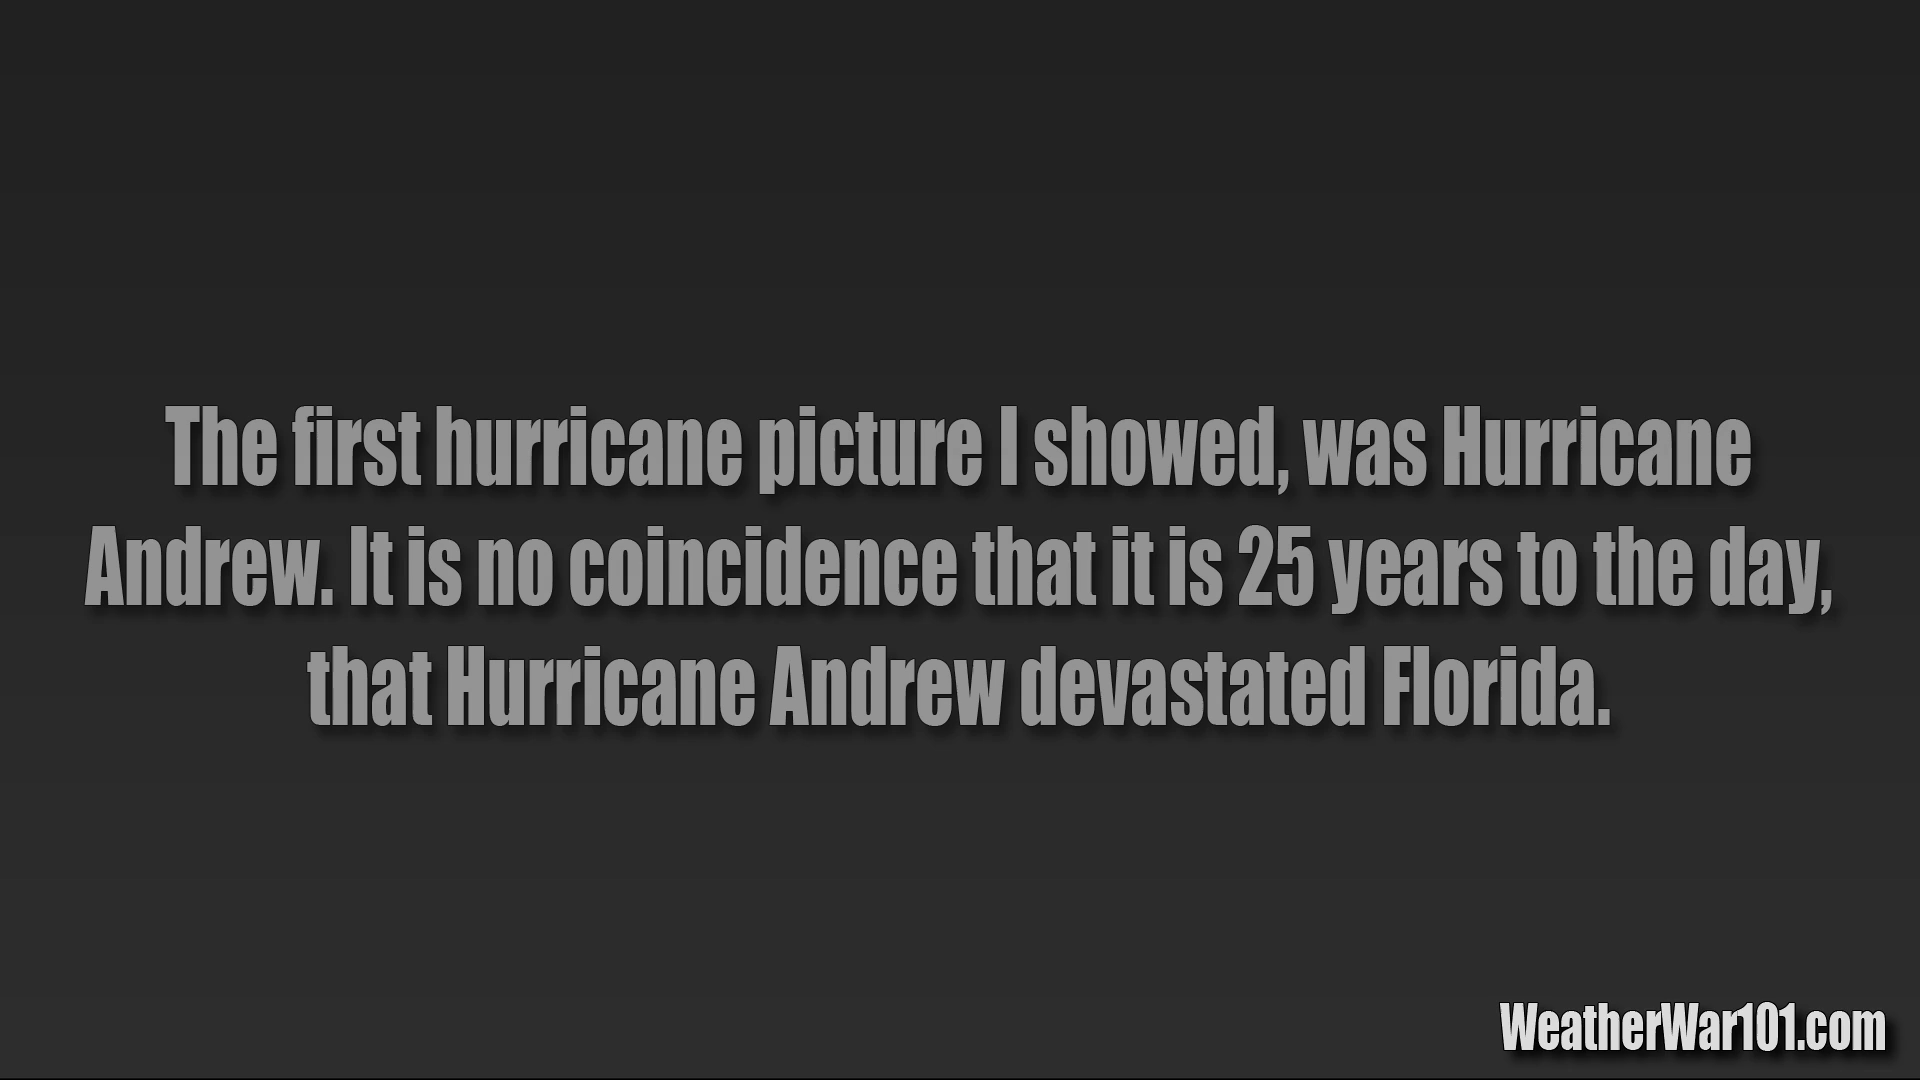 The first hurricane picture I showed, was Hurricane
Andrew. It is no coincidence that it is 25 years to the day,
that Hurricane Andrew devastated Florida.
WeatherWar101.com